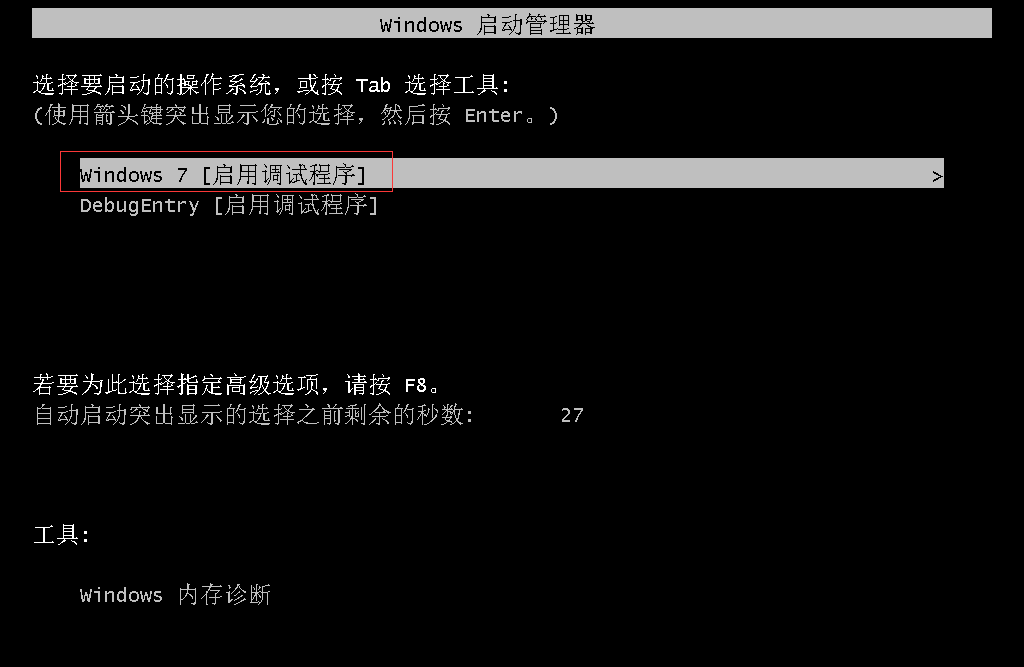 Windows 启动管理器
选择要启动的操作系统，或按 Tab 选择工具:
(使用箭头键突出显示您的选择，然后按 Enter。)
Windows 7 [启用调试程序] >
DebugEntry [启用调试程序]
若要为此选择指定高级选项，请按 F8。
自动启动突出显示的选择之前剩余的秒数: 27
工具:
Windows 内存诊断